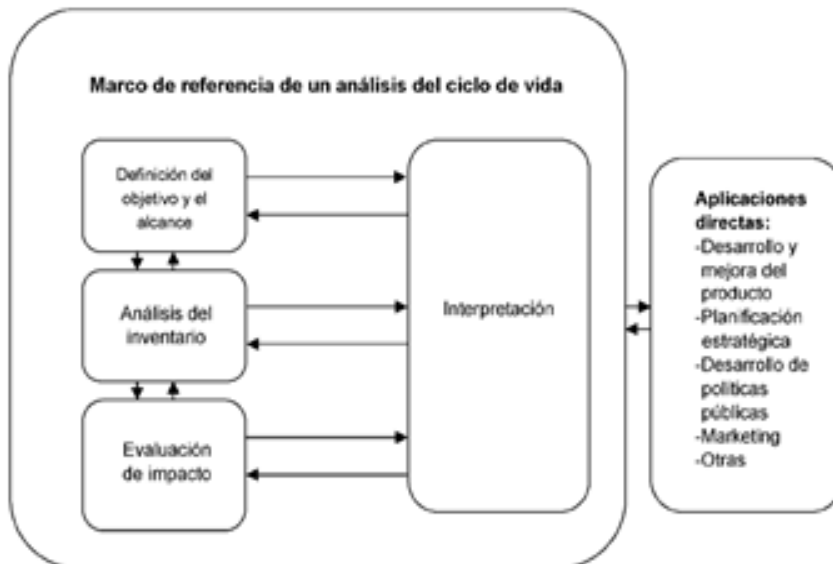 Marco de referencia de un análisis del ciclo de vida
Definición del
objetivo y el
alcance
Análisis del
inventario
Evaluación
de impacto
Interpretación
Aplicaciones
directas:
-Desarrollo y
mejora del
producto
-Planificación
estratégica
-Desarrollo de
políticas
públicas
-Marketing
-Otras